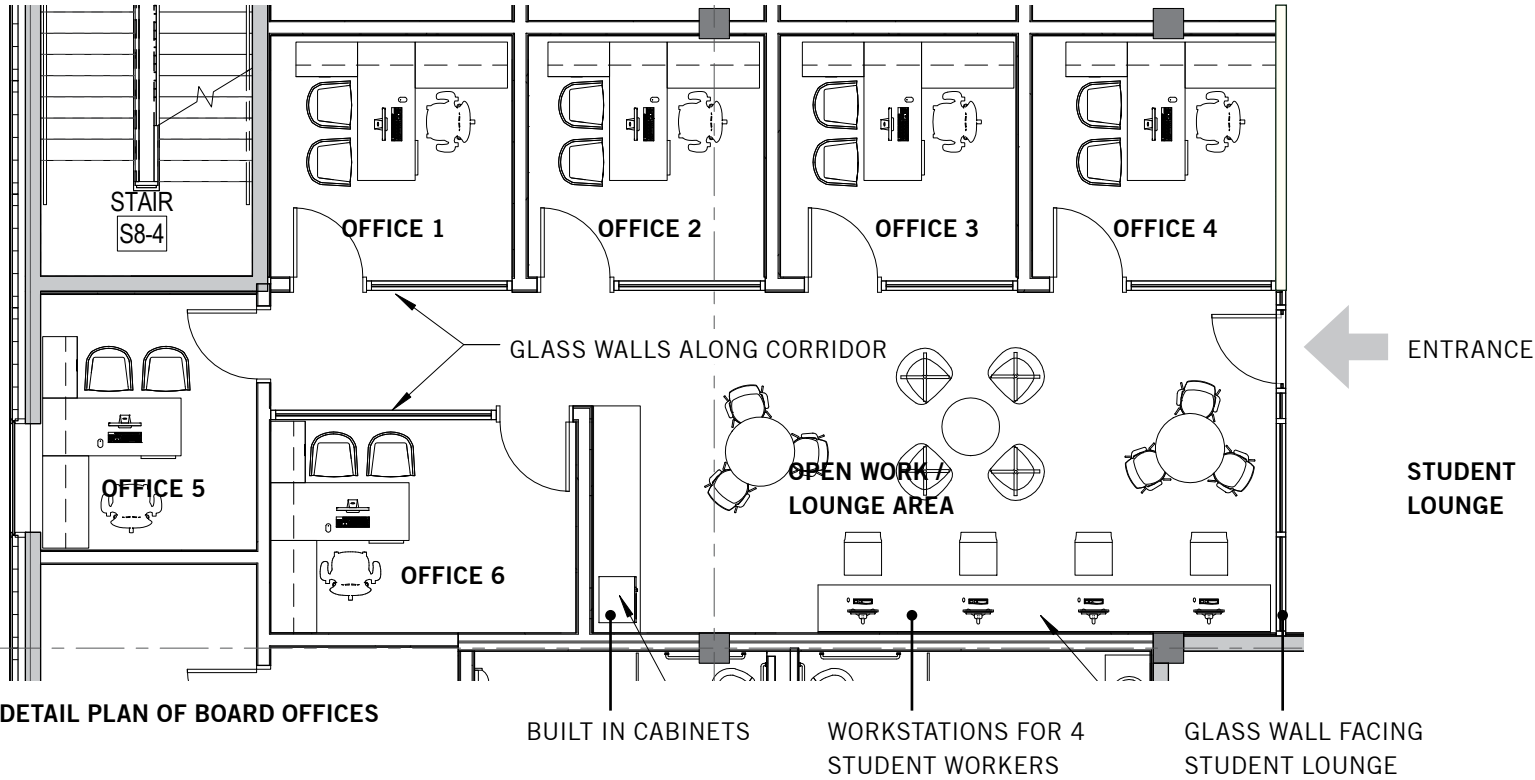 STAIR
S8-4
OFFICE 1
OFFICE 2
OFFICE 3
OFFICE 4
GLASS WALLS ALONG CORRIDOR
ENTRANCE
OFFICE 5
OPEN WORK /
LOUNGE AREA
STUDENT
LOUNGE
OFFICE 6
DETAIL PLAN OF BOARD OFFICES
BUILT IN CABINETS
WORKSTATIONS FOR 4
STUDENT WORKERS
GLASS WALL FACING
STUDENT LOUNGE